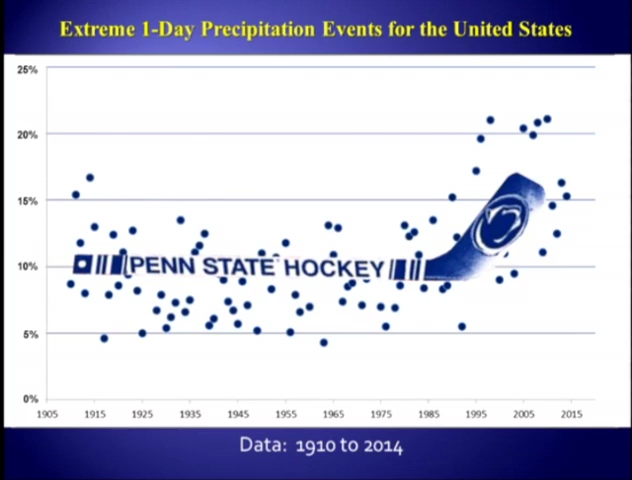 Extreme 1-Day Precipitation Events for the United States
25%
20%
15%
10%
5%
0%
PENN STATE HOCKEY
1905 1915 1925 1935 1945 1955 1965 1975 1985 1995 2005 2015
Data: 1910 to 2014